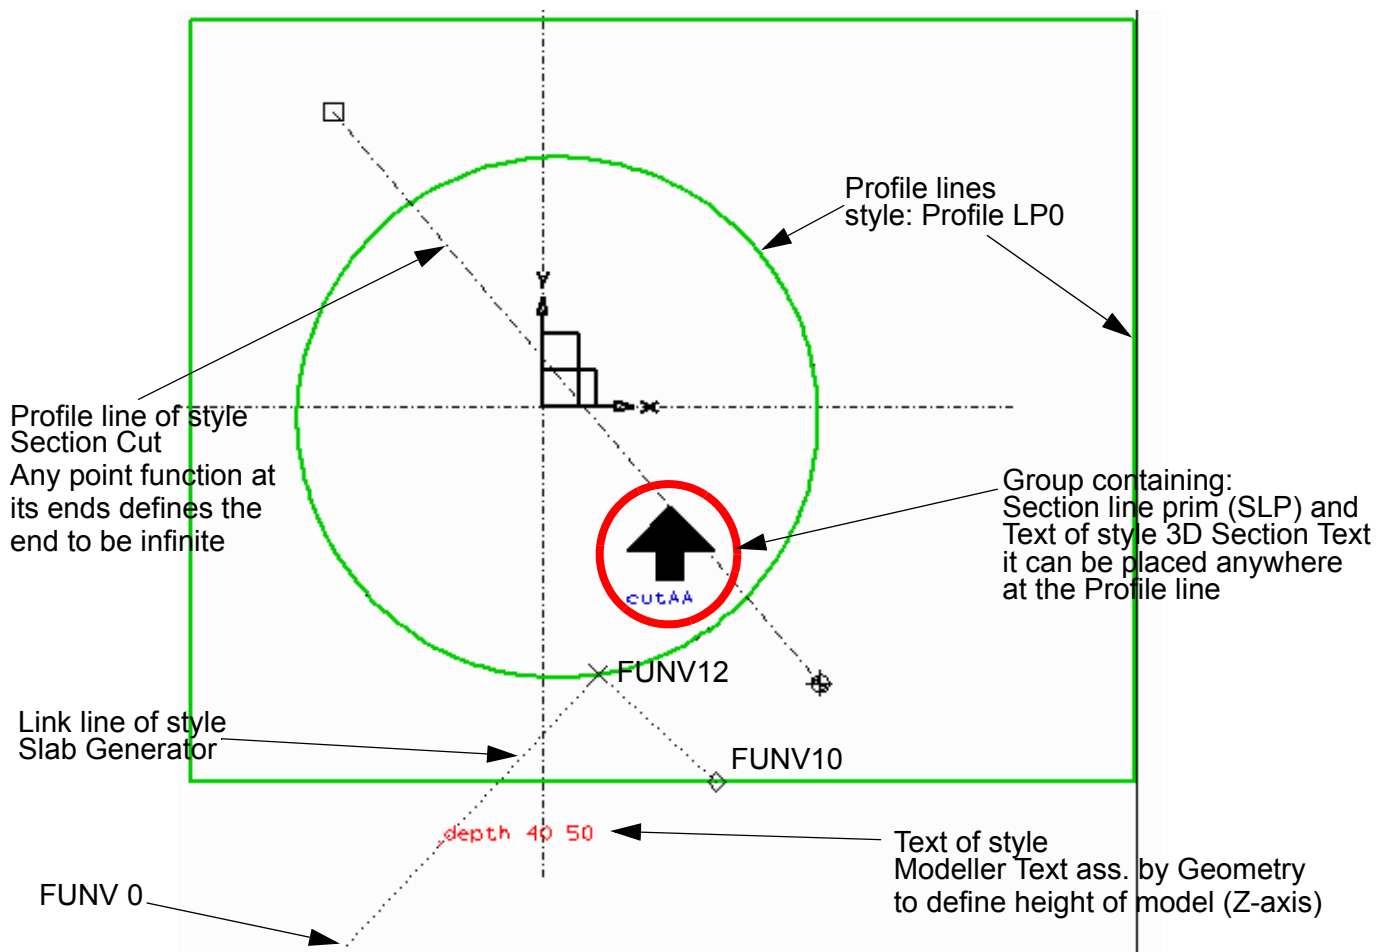 Profile lines
style: Profile LP0
Y
X
Profile line of style
Section Cut
Any point function at
its ends defines the
end to be infinite
Group containing:
Section line prim (SLP) and
Text of style 3D Section Text
it can be placed anywhere
at the Profile line
cutAA
FUNV12
Link line of style
Slab Generator
FUNV10
depth 40 50
Text of style
Modeller Text ass. by Geometry
to define height of model (Z-axis)
FUNV 0